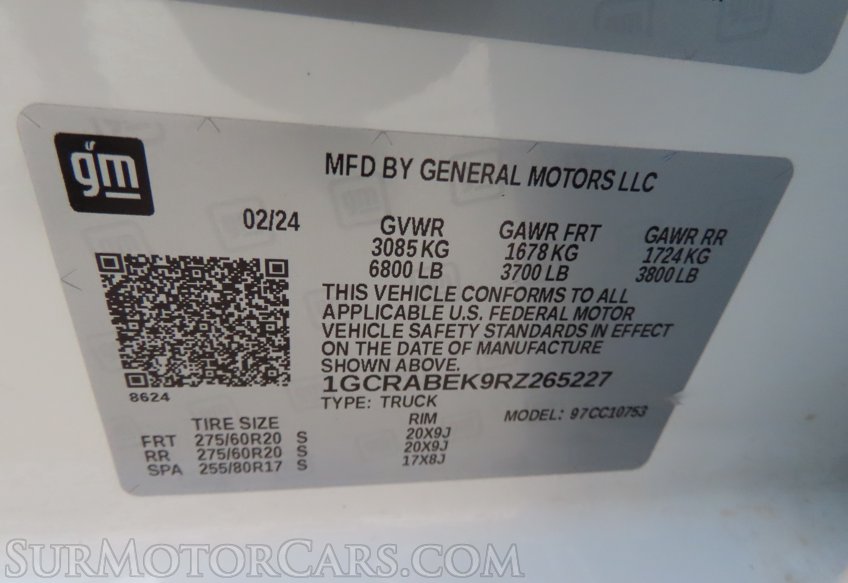 gm
MFD BY GENERAL MOTORS LLC
02/24
GVWR GAWR FRT GAWR RR
3085 KG 1678 KG 1724 KG
6800 LB 3700 LB 3800 LB
THIS VEHICLE CONFORMS TO ALL
APPLICABLE U.S. FEDERAL MOTOR
VEHICLE SAFETY STANDARDS IN EFFECT
ON THE DATE OF MANUFACTURE
SHOWN ABOVE.
8624
1GCRABEK9RZ265227
TYPE: TRUCK MODEL: 97CC10753
TIRE SIZE RIM
FRT 275/60R20 S 20X9J
RR 275/60R20 S 20X9J
SPA 255/80R17 S 17X8J
SurMotorCars.com